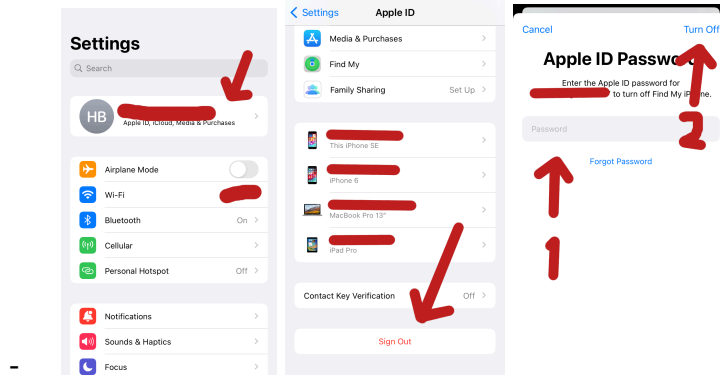 Settings
Search
HB
Apple ID, iCloud, Media & Purchases
Airplane Mode
Wi-Fi
Bluetooth On
Cellular
Personal Hotspot Off
Notifications
Sounds & Haptics
Focus
-
Settings Apple ID
Media & Purchases
Find My
Family Sharing Set Up
This iPhone SE
iPhone 6
MacBook Pro 13"
iPad Pro
Contact Key Verification Off
Sign Out
Cancel Turn Off
Apple ID
Enter the Apple ID password for
to turn off Find My
Password
Forgot Password
1
2